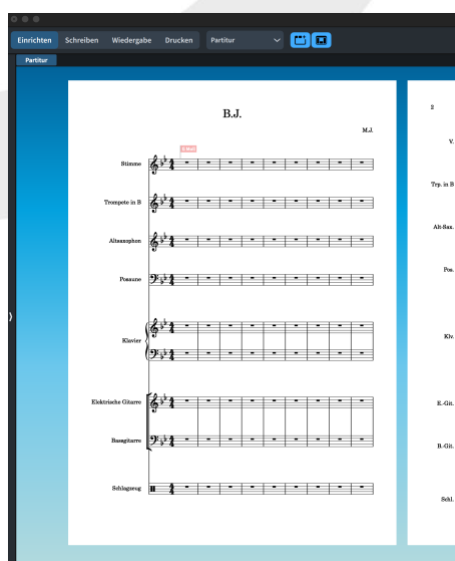 Einrichten Schreiben Wiedergabe Drucken Partitur
Partitur
B.J.
M.J.
Stimme
Trompete in B
Altsaxophon
Posaune
Klavier
Elektrische Gitarre
Bassgitarre
Schlagzeug
2
V.
Trp. in B
Alt-Sax.
Pos.
Klv.
E.-Git.
B.-Git.
Schl.